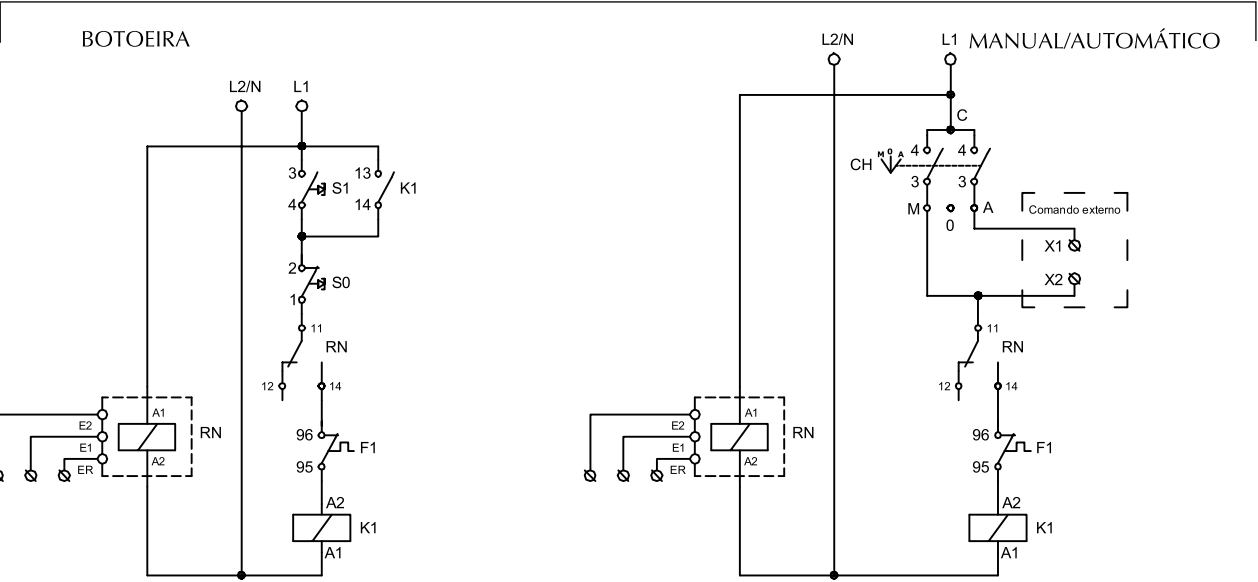 BOTOEIRA
L2/N L1
3 13
S1 K1
4 14
2
S0
1
11
RN
12 14
A1
E2
RN
E1
A2
ER
96
F1
95
A2
K1
A1
MANUAL/AUTOMÁTICO
L2/N L1
C
4 4
M 0 A
CH
3 3
M A
0
Comando externo
X1
X2
11
RN
12 14
A1
E2
RN
E1
A2
ER
96
F1
95
A2
K1
A1